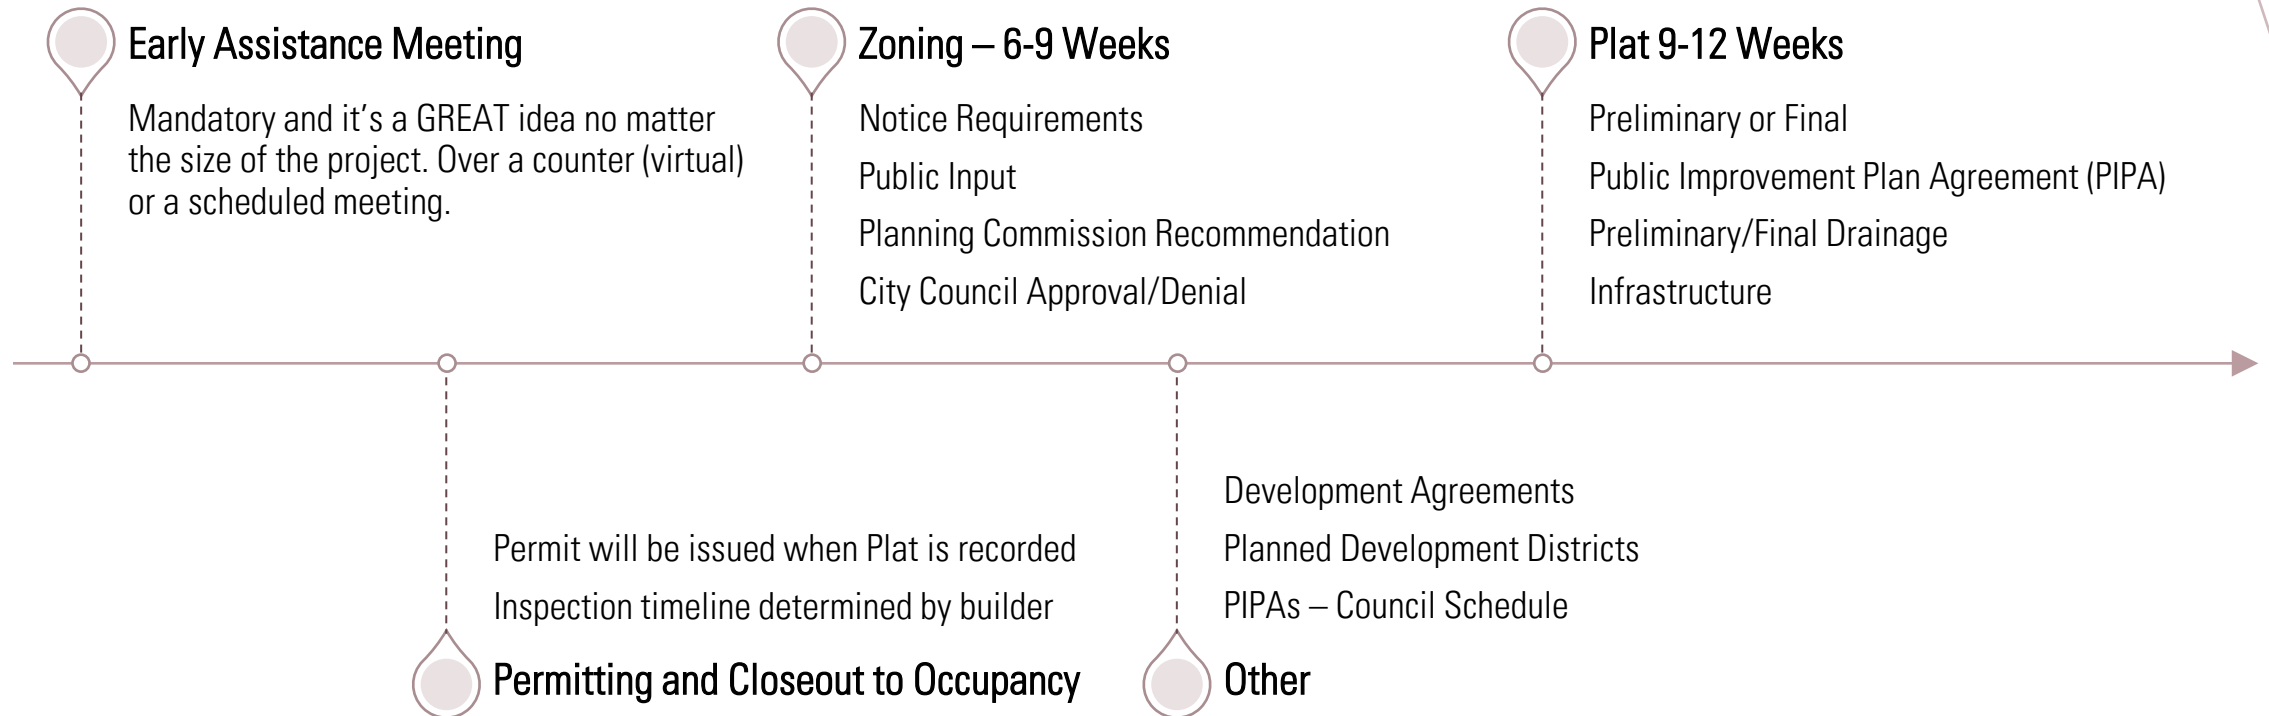 Early Assistance Meeting
Mandatory and it’s a GREAT idea no matter
the size of the project. Over a counter (virtual)
or a scheduled meeting.
Zoning – 6-9 Weeks
Notice Requirements
Public Input
Planning Commission Recommendation
City Council Approval/Denial
Plat 9-12 Weeks
Preliminary or Final
Public Improvement Plan Agreement (PIPA)
Preliminary/Final Drainage
Infrastructure
Permit will be issued when Plat is recorded
Inspection timeline determined by builder
Permitting and Closeout to Occupancy
Development Agreements
Planned Development Districts
PIPAs – Council Schedule
Other